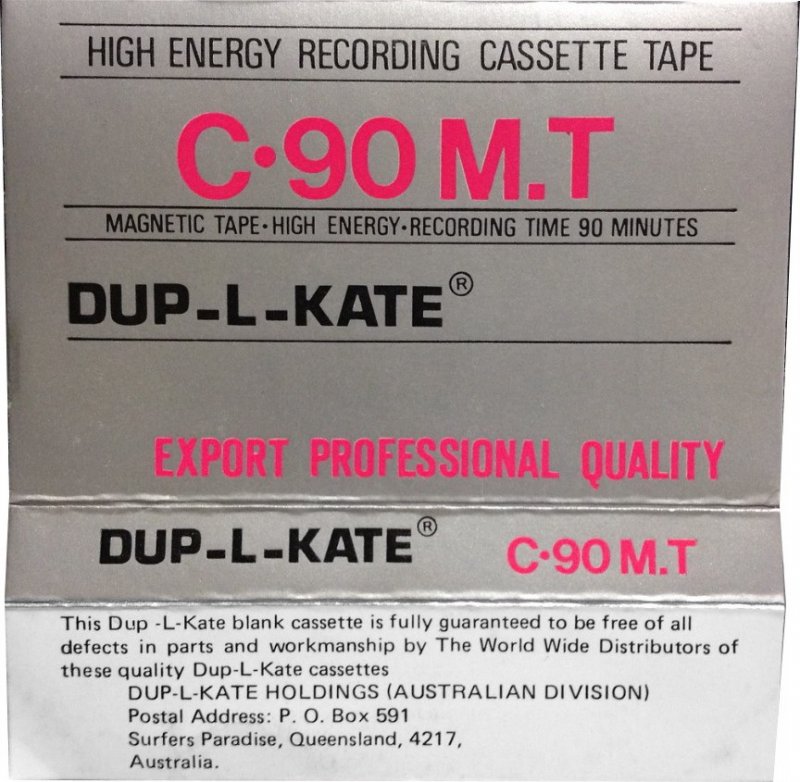 HIGH ENERGY RECORDING CASSETTE TAPE
C·90 M.T
MAGNETIC TAPE·HIGH ENERGY·RECORDING TIME 90 MINUTES
DUP-L-KATE®
EXPORT PROFESSIONAL QUALITY
DUP-L-KATE® C·90 M.T
This Dup -L-Kate blank cassette is fully guaranteed to be free of all
defects in parts and workmanship by The World Wide Distributors of
these quality Dup-L-Kate cassettes
DUP-L-KATE HOLDINGS (AUSTRALIAN DIVISION)
Postal Address: P. O. Box 591
Surfers Paradise, Queensland, 4217,
Australia.